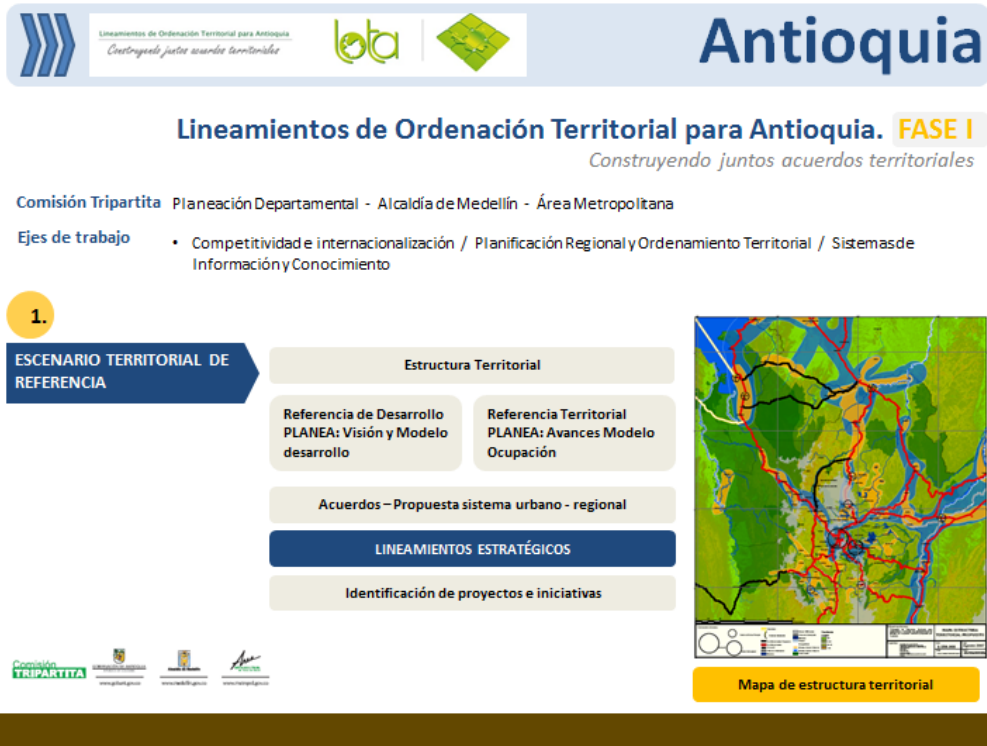 Lineamientos de Ordenación Territorial para Antioquia
Construyendo juntos acuerdos territoriales
lota
Antioquia
Lineamientos de Ordenación Territorial para Antioquia. FASE I
Construyendo juntos acuerdos territoriales
Comisión Tripartita Planeación Departamental - Alcaldía de Medellín - Área Metropolitana
Ejes de trabajo • Competitividad e internacionalización / Planificación Regional y Ordenamiento Territorial / Sistemas de
Información y Conocimiento
1.
ESCENARIO TERRITORIAL DE
REFERENCIA
Estructura Territorial
Referencia de Desarrollo
PLANEA: Visión y Modelo
desarrollo
Referencia Territorial
PLANEA: Avances Modelo
Ocupación
Acuerdos – Propuesta sistema urbano - regional
LINEAMIENTOS ESTRATÉGICOS
Identificación de proyectos e iniciativas
Comisión
TRIPARTITA
Mapa de estructura territorial